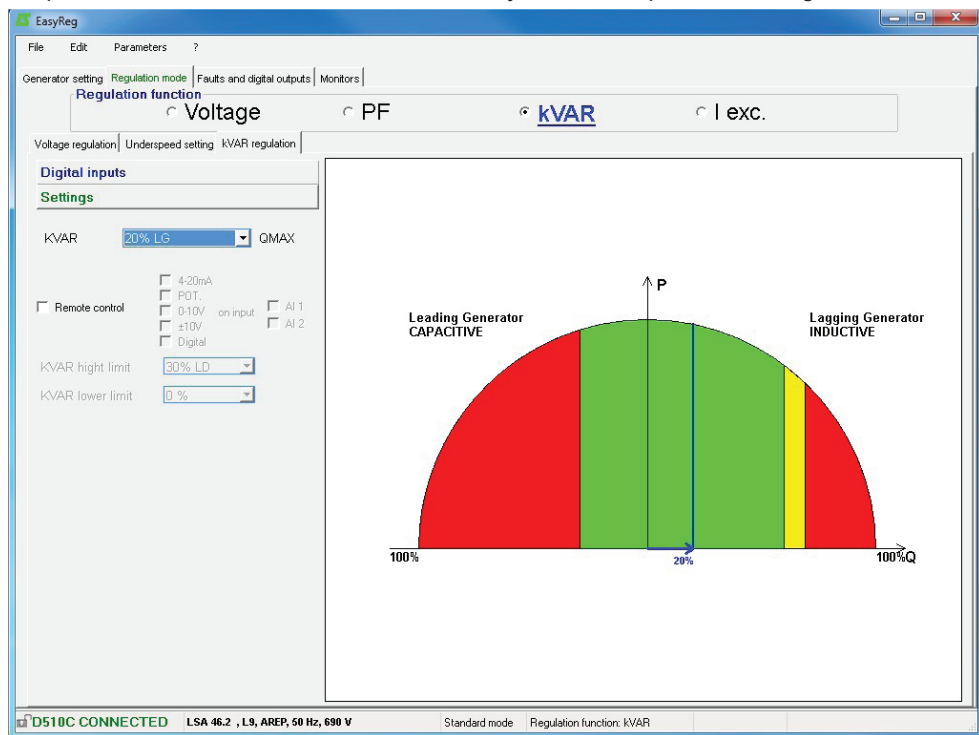 EasyReg
File Edit Parameters ?
Generator setting Regulation mode Faults and digital outputs Monitors
Regulation function
Voltage PF kVAR I exc.
Voltage regulation Underspeed setting kVAR regulation
Digital inputs
Settings
KVAR 20% LG QMAX
4-20mA
POT.
Remote control 0-10V on input AI 1
±10V AI 2
Digital
KVAR hight limit 30% LD
KVAR lower limit 0 %
P
Leading Generator
CAPACITIVE
Lagging Generator
INDUCTIVE
100% 20% 100% Q
D510C CONNECTED LSA 46.2 , L9, AREP, 50 Hz, 690 V Standard mode Regulation function: kVAR